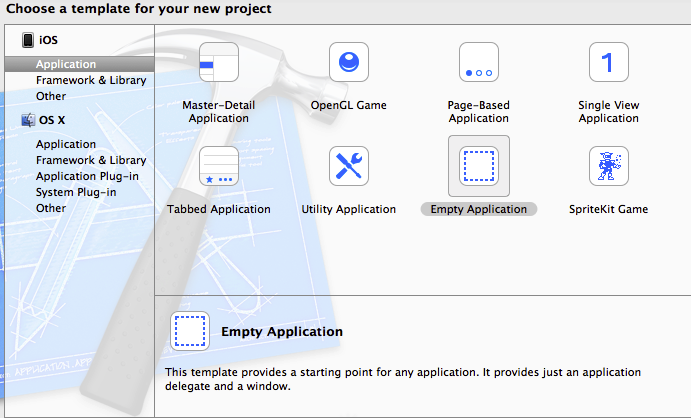 Choose a template for your new project
iOS
Application
Framework & Library
Other
OS X
Application
Framework & Library
Application Plug-in
System Plug-in
Other
Master-Detail
Application
OpenGL Game
Page-Based
Application
1
Single View
Application
Tabbed Application
Utility Application
Empty Application
SpriteKit Game
Empty Application
This template provides a starting point for any application. It provides just an application
delegate and a window.
APPLICATION.APP